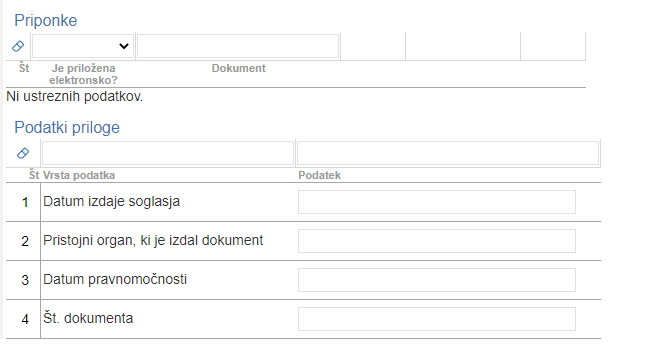 Priponke
Št Je priložena elektronsko? Dokument
Ni ustreznih podatkov.
Podatki priloge
Št Vrsta podatka Podatek
1 Datum izdaje soglasja
2 Pristojni organ, ki je izdal dokument
3 Datum pravnomočnosti
4 Št. dokumenta